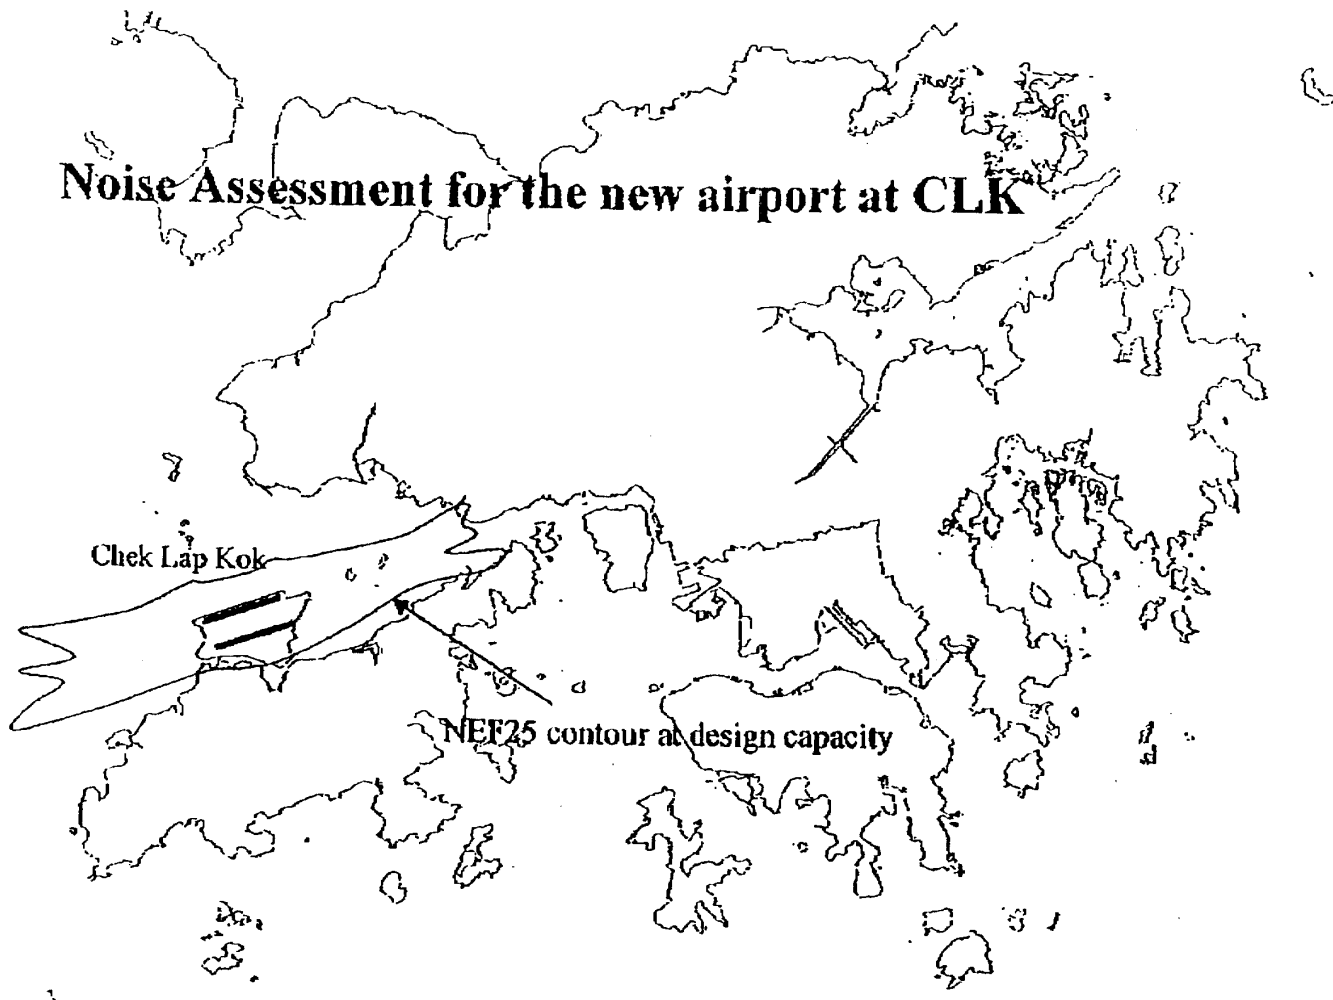 Noise Assessment for the new airport at CLK
Chek Lap Kok
NEF25 contour at design capacity